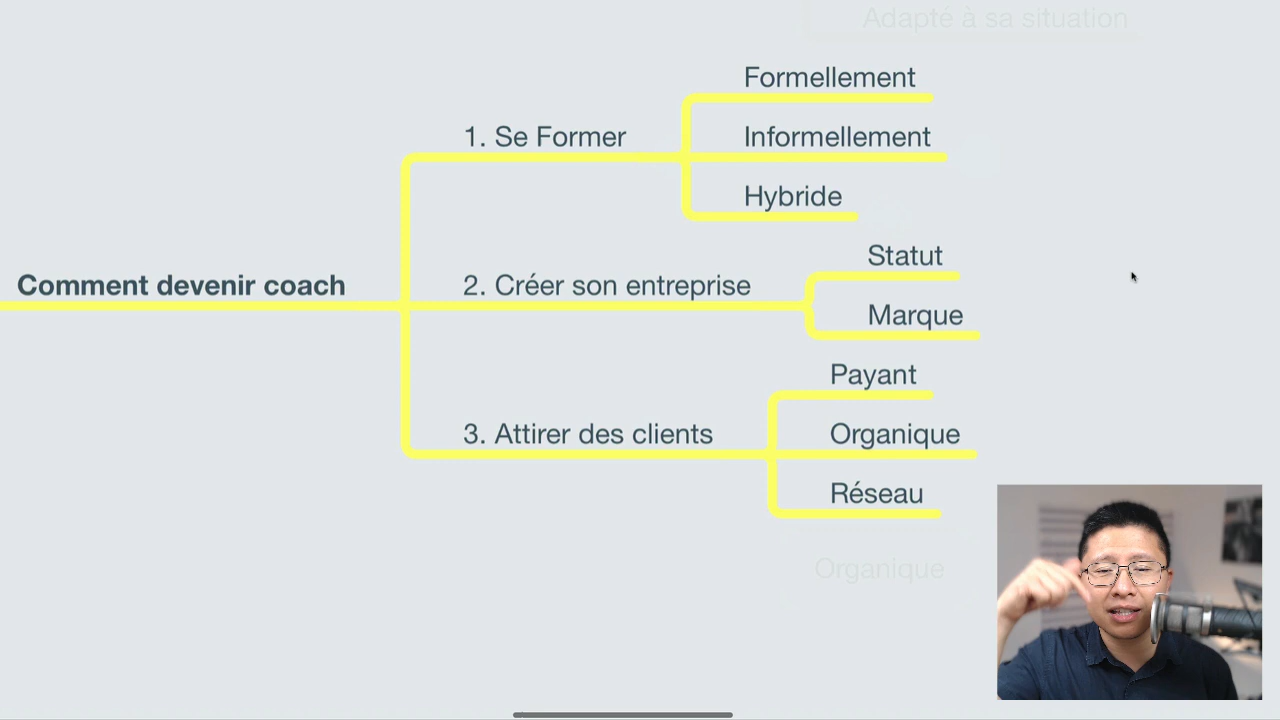 Adapté à sa situation
Formellement
1. Se Former
Informellement
Hybride
Statut
Comment devenir coach
2. Créer son entreprise
Marque
Payant
3. Attirer des clients
Organique
Réseau
Organique